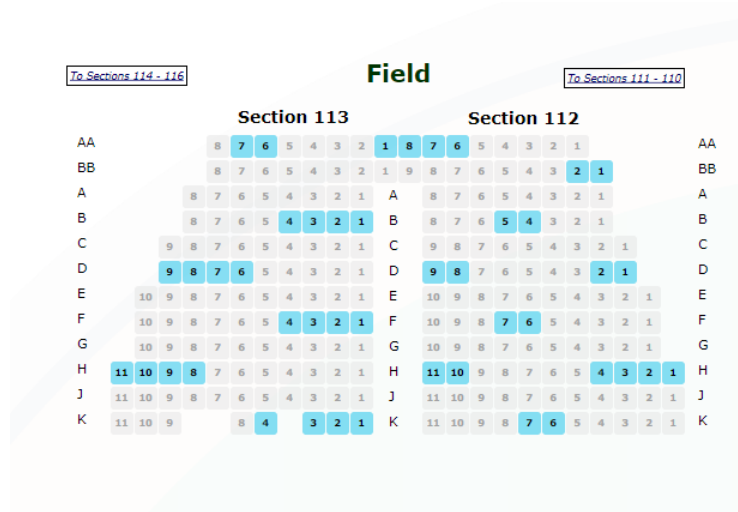 To Sections 114 - 116 Field To Sections 111 - 110
Section 113 Section 112
AA 8 7 6 5 4 3 2 1 8 7 6 5 4 3 2 1 AA
BB 8 7 6 5 4 3 2 1 9 8 7 6 5 4 3 2 1 BB
A 8 7 6 5 4 3 2 1 A 8 7 6 5 4 3 2 1 A
B 8 7 6 5 4 3 2 1 B 8 7 6 5 4 3 2 1 B
C 9 8 7 6 5 4 3 2 1 C 9 8 7 6 5 4 3 2 1 C
D 9 8 7 6 5 4 3 2 1 D 9 8 7 6 5 4 3 2 1 D
E 10 9 8 7 6 5 4 3 2 1 E 10 9 8 7 6 5 4 3 2 1 E
F 10 9 8 7 6 5 4 3 2 1 F 10 9 8 7 6 5 4 3 2 1 F
G 10 9 8 7 6 5 4 3 2 1 G 10 9 8 7 6 5 4 3 2 1 G
H 11 10 9 8 7 6 5 4 3 2 1 H 11 10 9 8 7 6 5 4 3 2 1 H
J 11 10 9 8 7 6 5 4 3 2 1 J 11 10 9 8 7 6 5 4 3 2 1 J
K 11 10 9 8 4 3 2 1 K 11 10 9 8 7 6 5 4 3 2 1 K